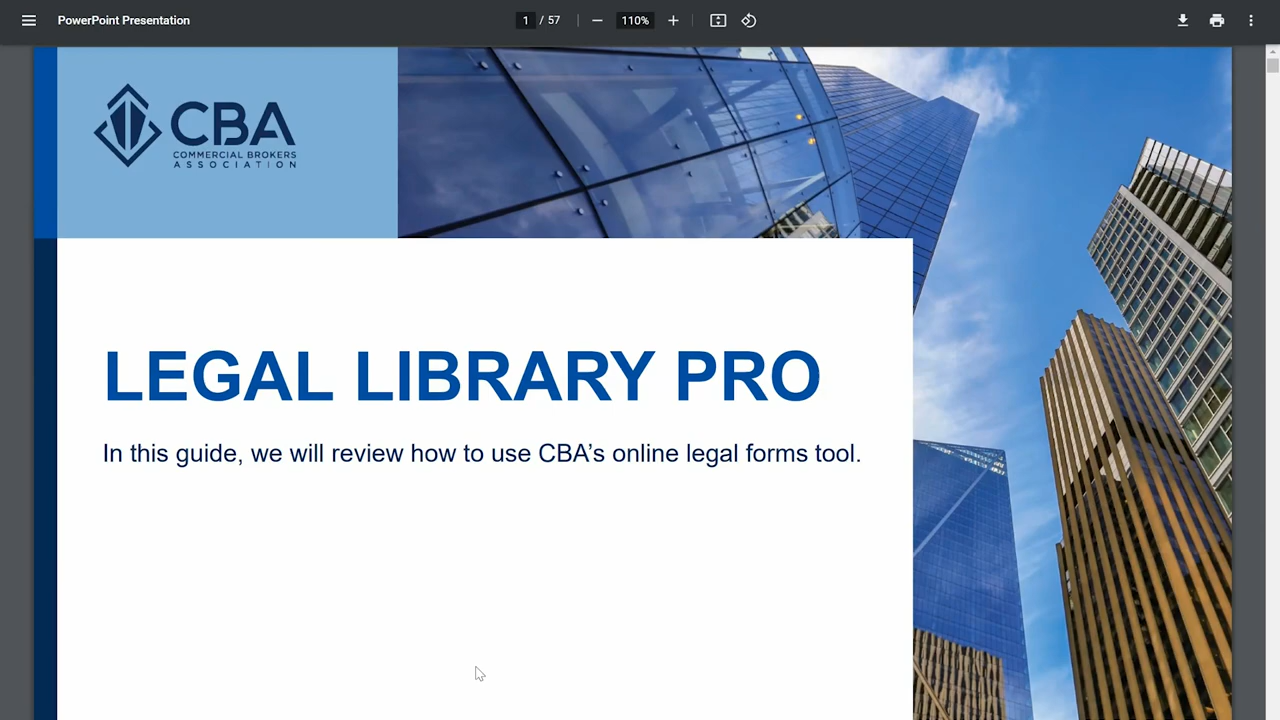 PowerPoint Presentation
1 / 57
110%
CBA
COMMERCIAL BROKERS
ASSOCIATION
LEGAL LIBRARY PRO
In this guide, we will review how to use CBA’s online legal forms tool.